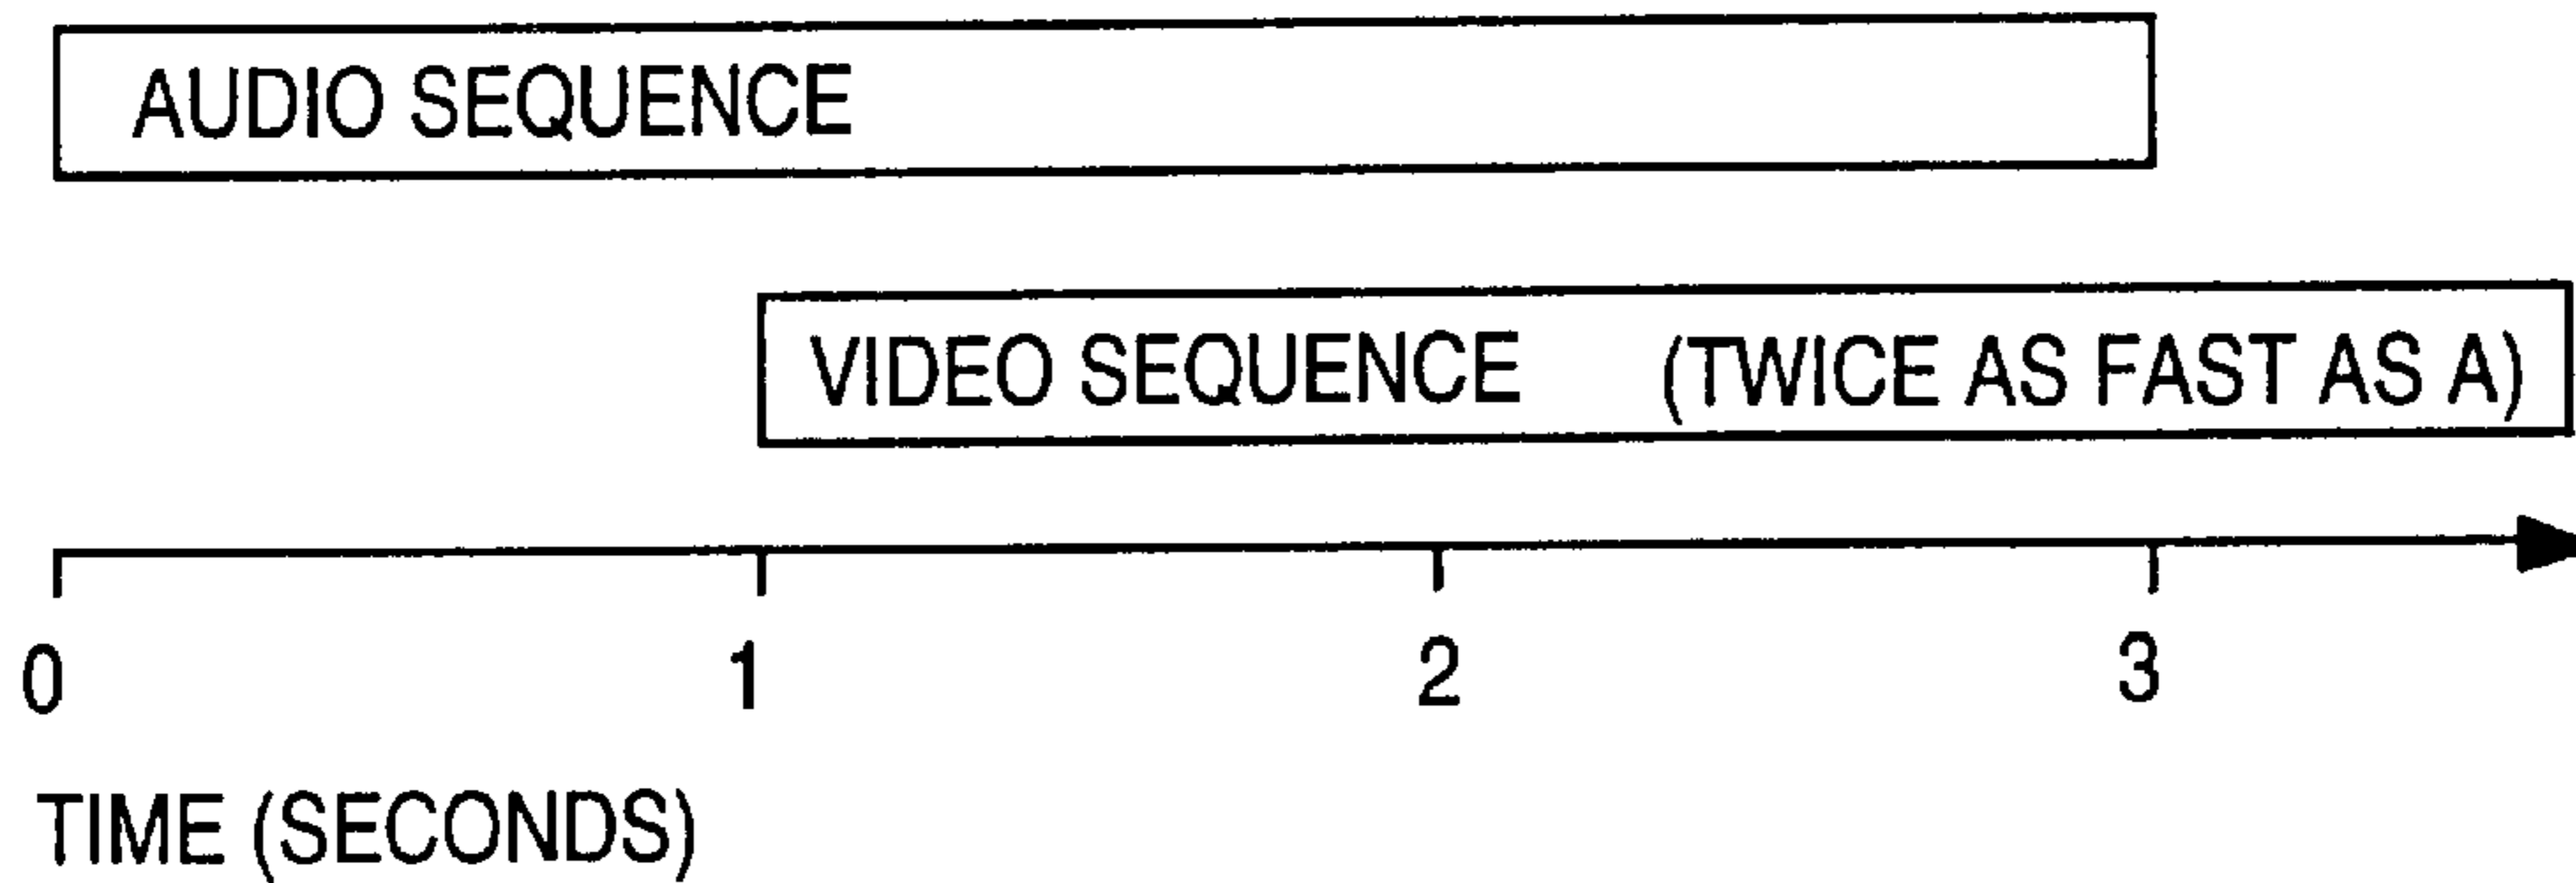 AUDIO SEQUENCE
VIDEO SEQUENCE (TWICE AS FAST AS A)
0 1 2 3
TIME (SECONDS)